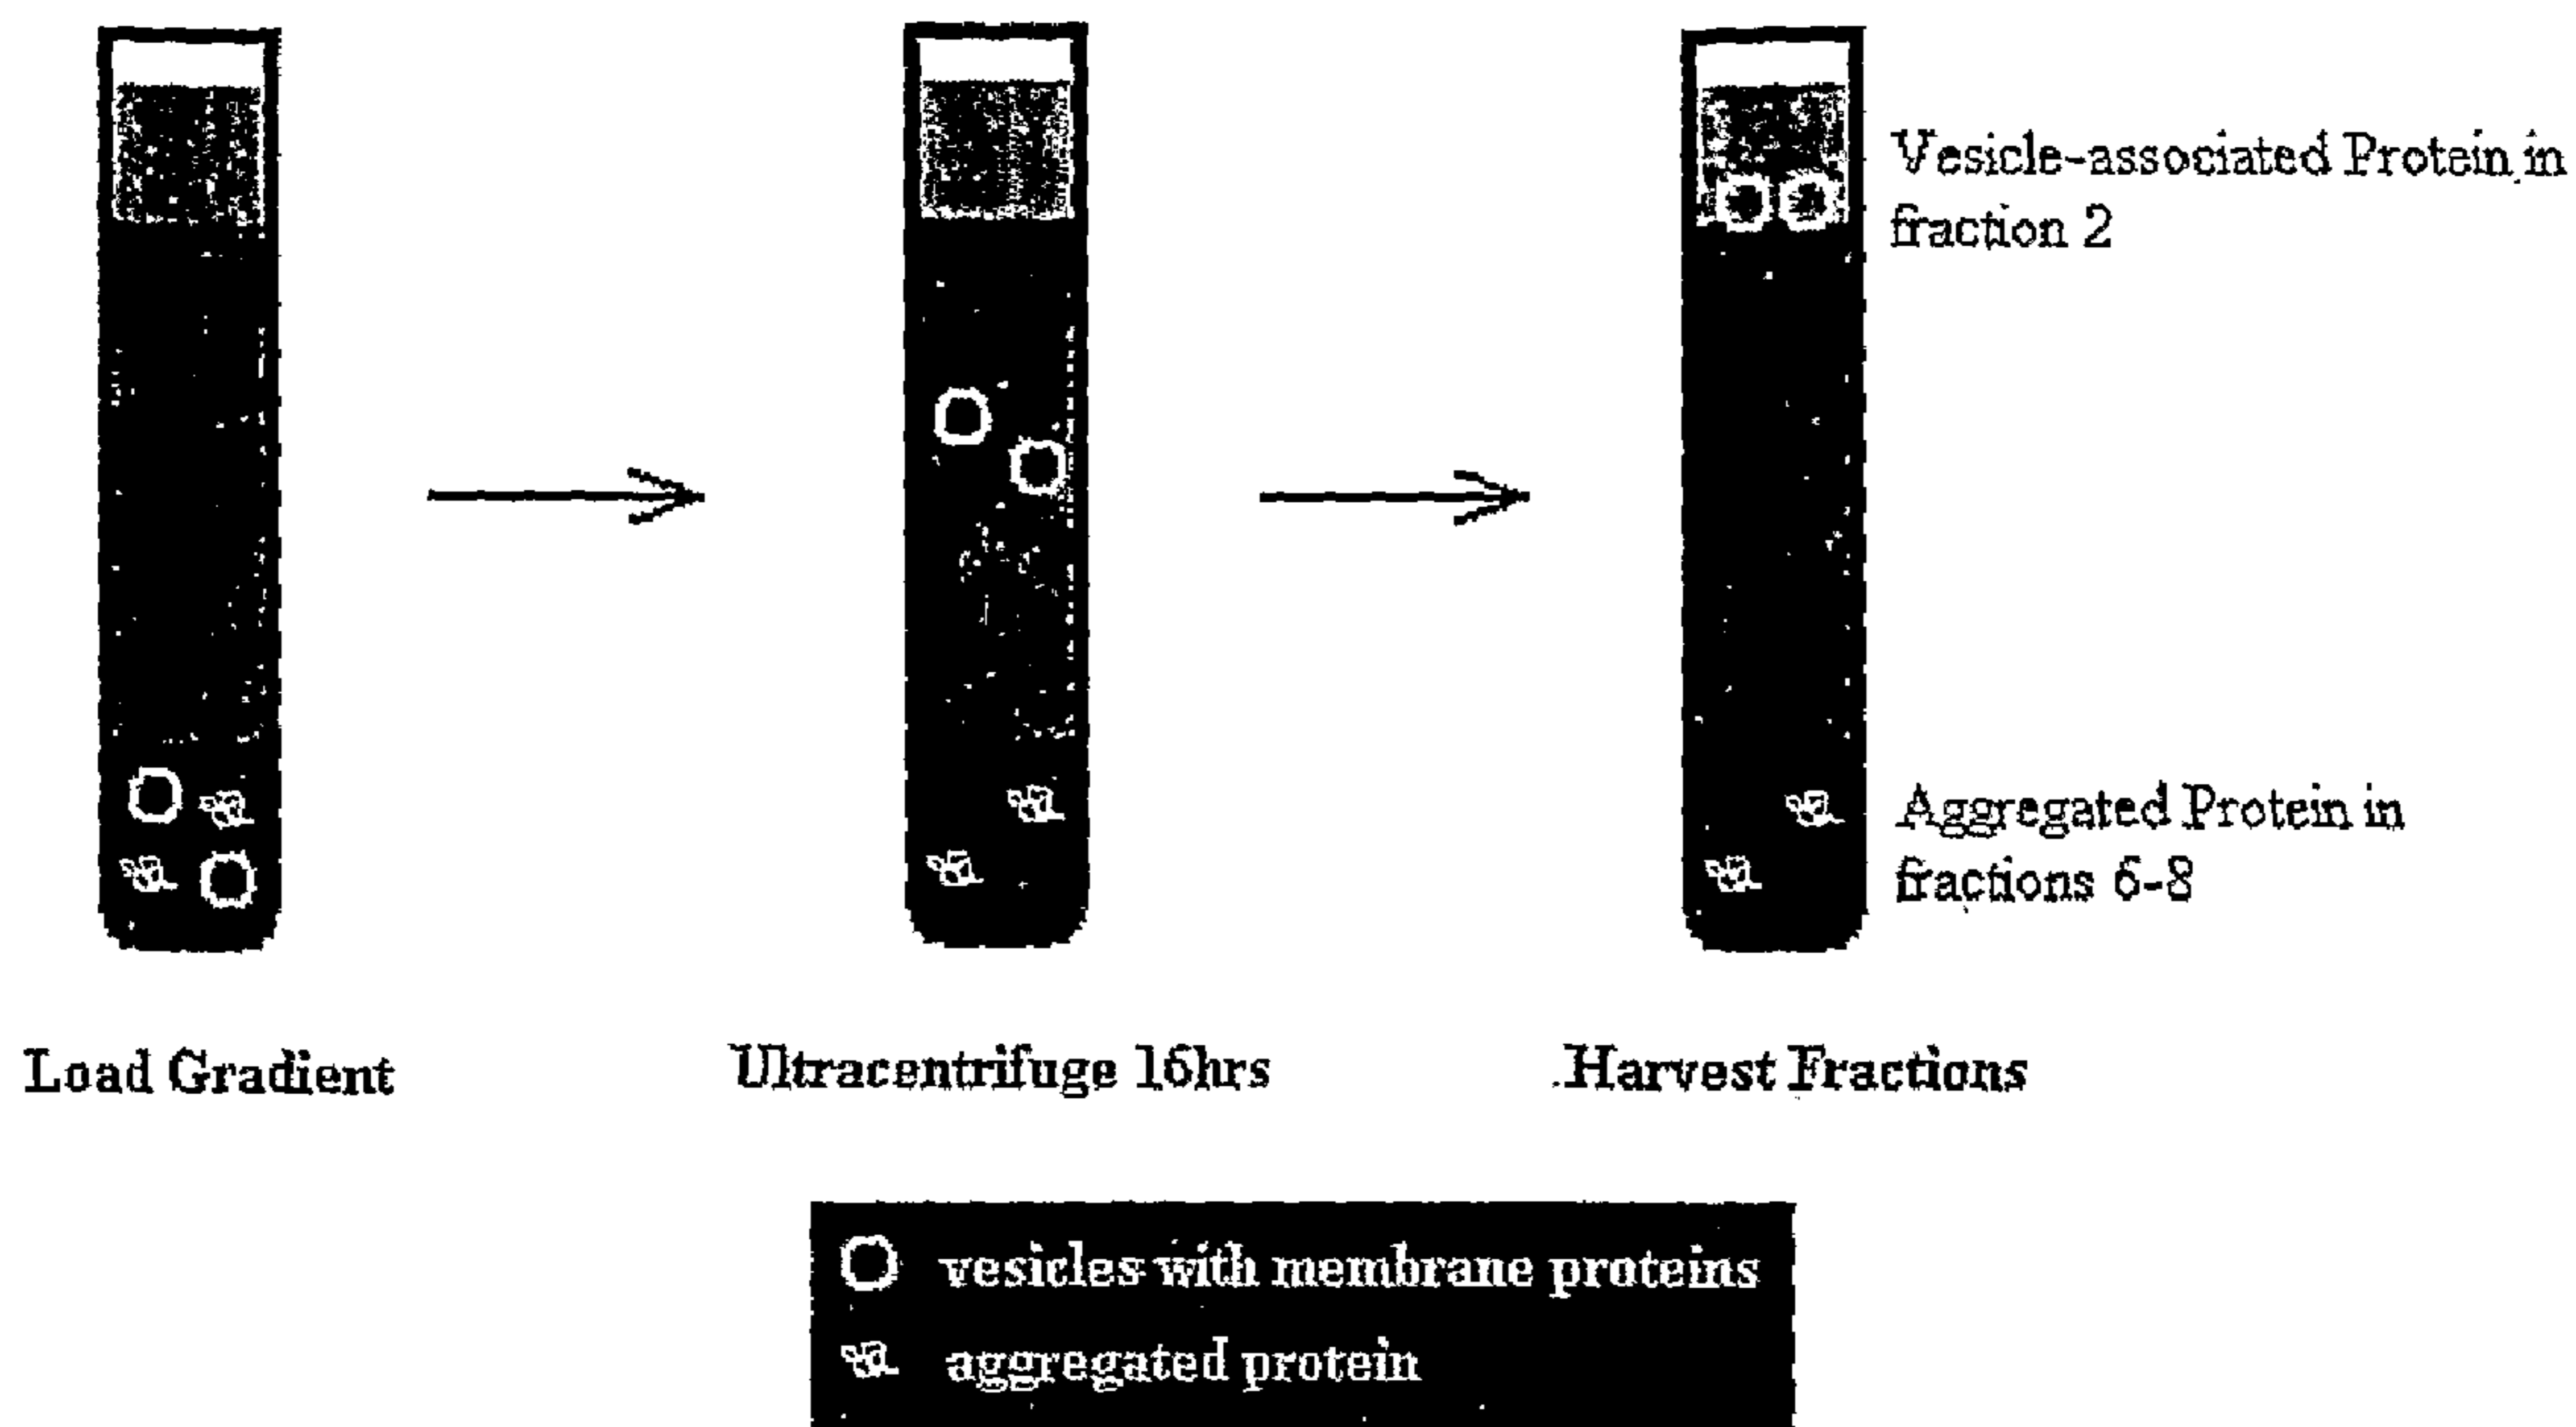 Vesicle-associated Protein in
fraction 2
Aggregated Protein in
fractions 6-8
Load Gradient
Ultracentrifuge 16hrs
Harvest Fractions
vesicles with membrane proteins
aggregated protein